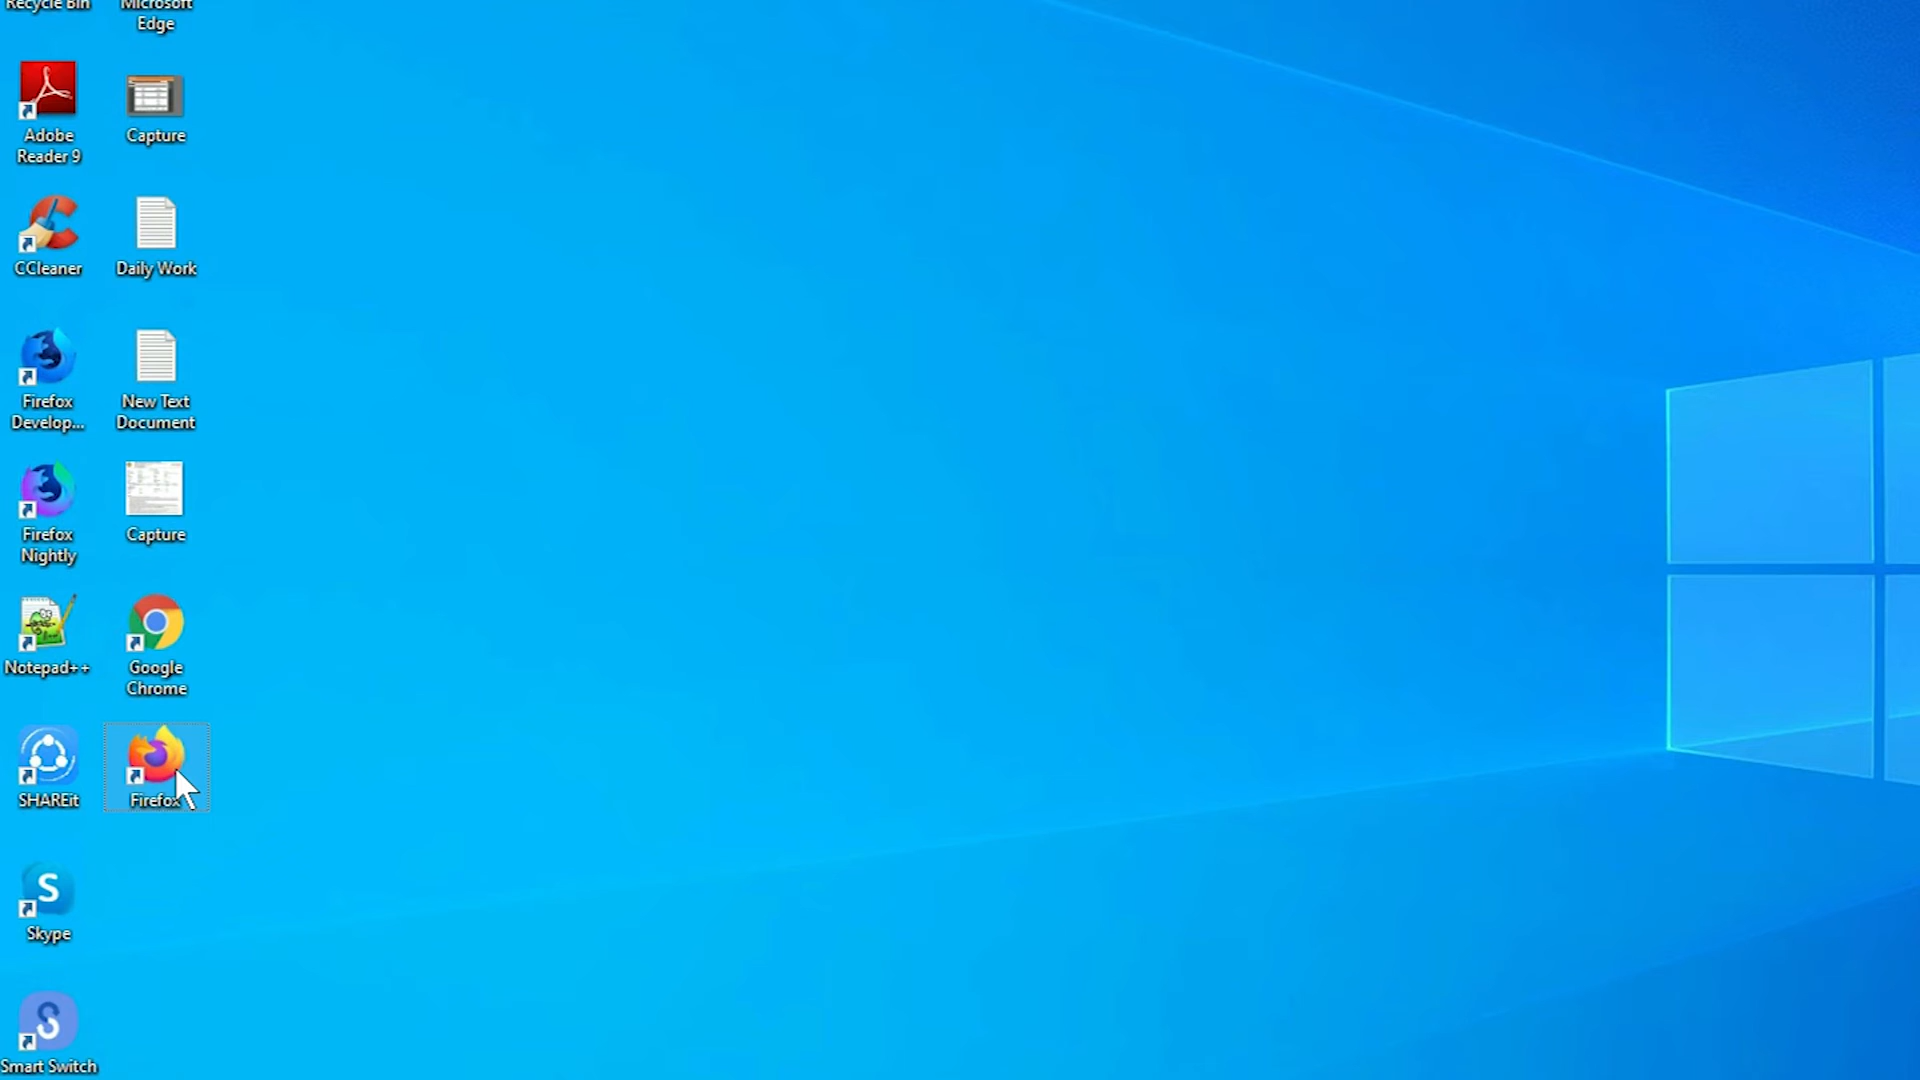 Recycle Bin
Microsoft
Edge
Adobe
Reader 9
Capture
CCleaner
Daily Work
Firefox
Develop...
New Text
Document
Firefox
Nightly
Capture
Notepad++
Google
Chrome
SHAREit
Firefox
Skype
Smart Switch